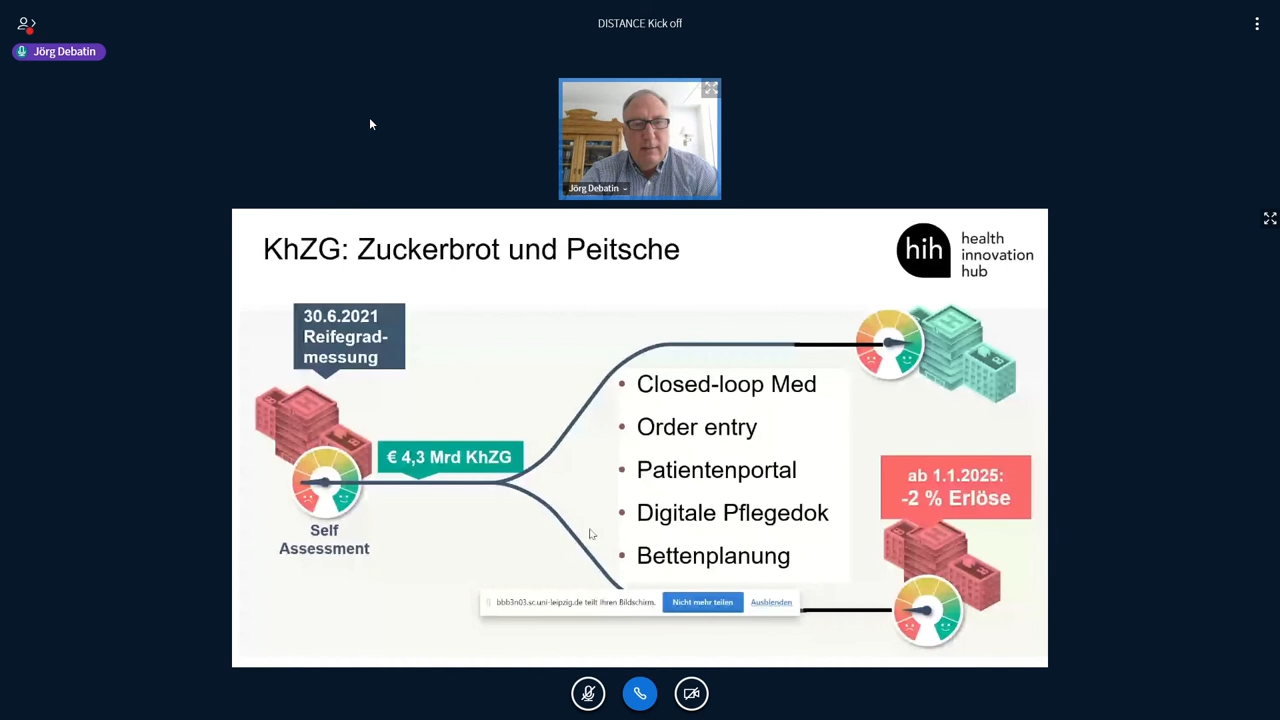 DISTANCE Kick off
Jörg Debatin
Jörg Debatin
KhZG: Zuckerbrot und Peitsche
hih
health
innovation
hub
30.6.2021
Reifegrad-
messung
€ 4,3 Mrd KhZG
Self
Assessment
• Closed-loop Med
• Order entry
• Patientenportal
• Digitale Pflegedok
• Bettenplanung
ab 1.1.2025:
-2 % Erlöse
bbb3n03.sc.uni-leipzig.de teilt Ihren Bildschirm.
Nicht mehr teilen
Ausblenden